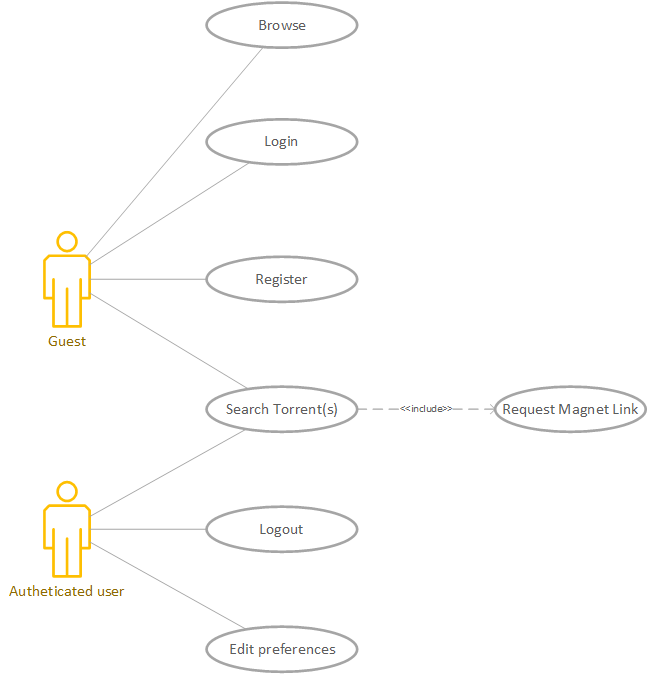 Browse
Login
Register
Guest
Search Torrent(s)
<<include>>
Request Magnet Link
Logout
Autheticated user
Edit preferences